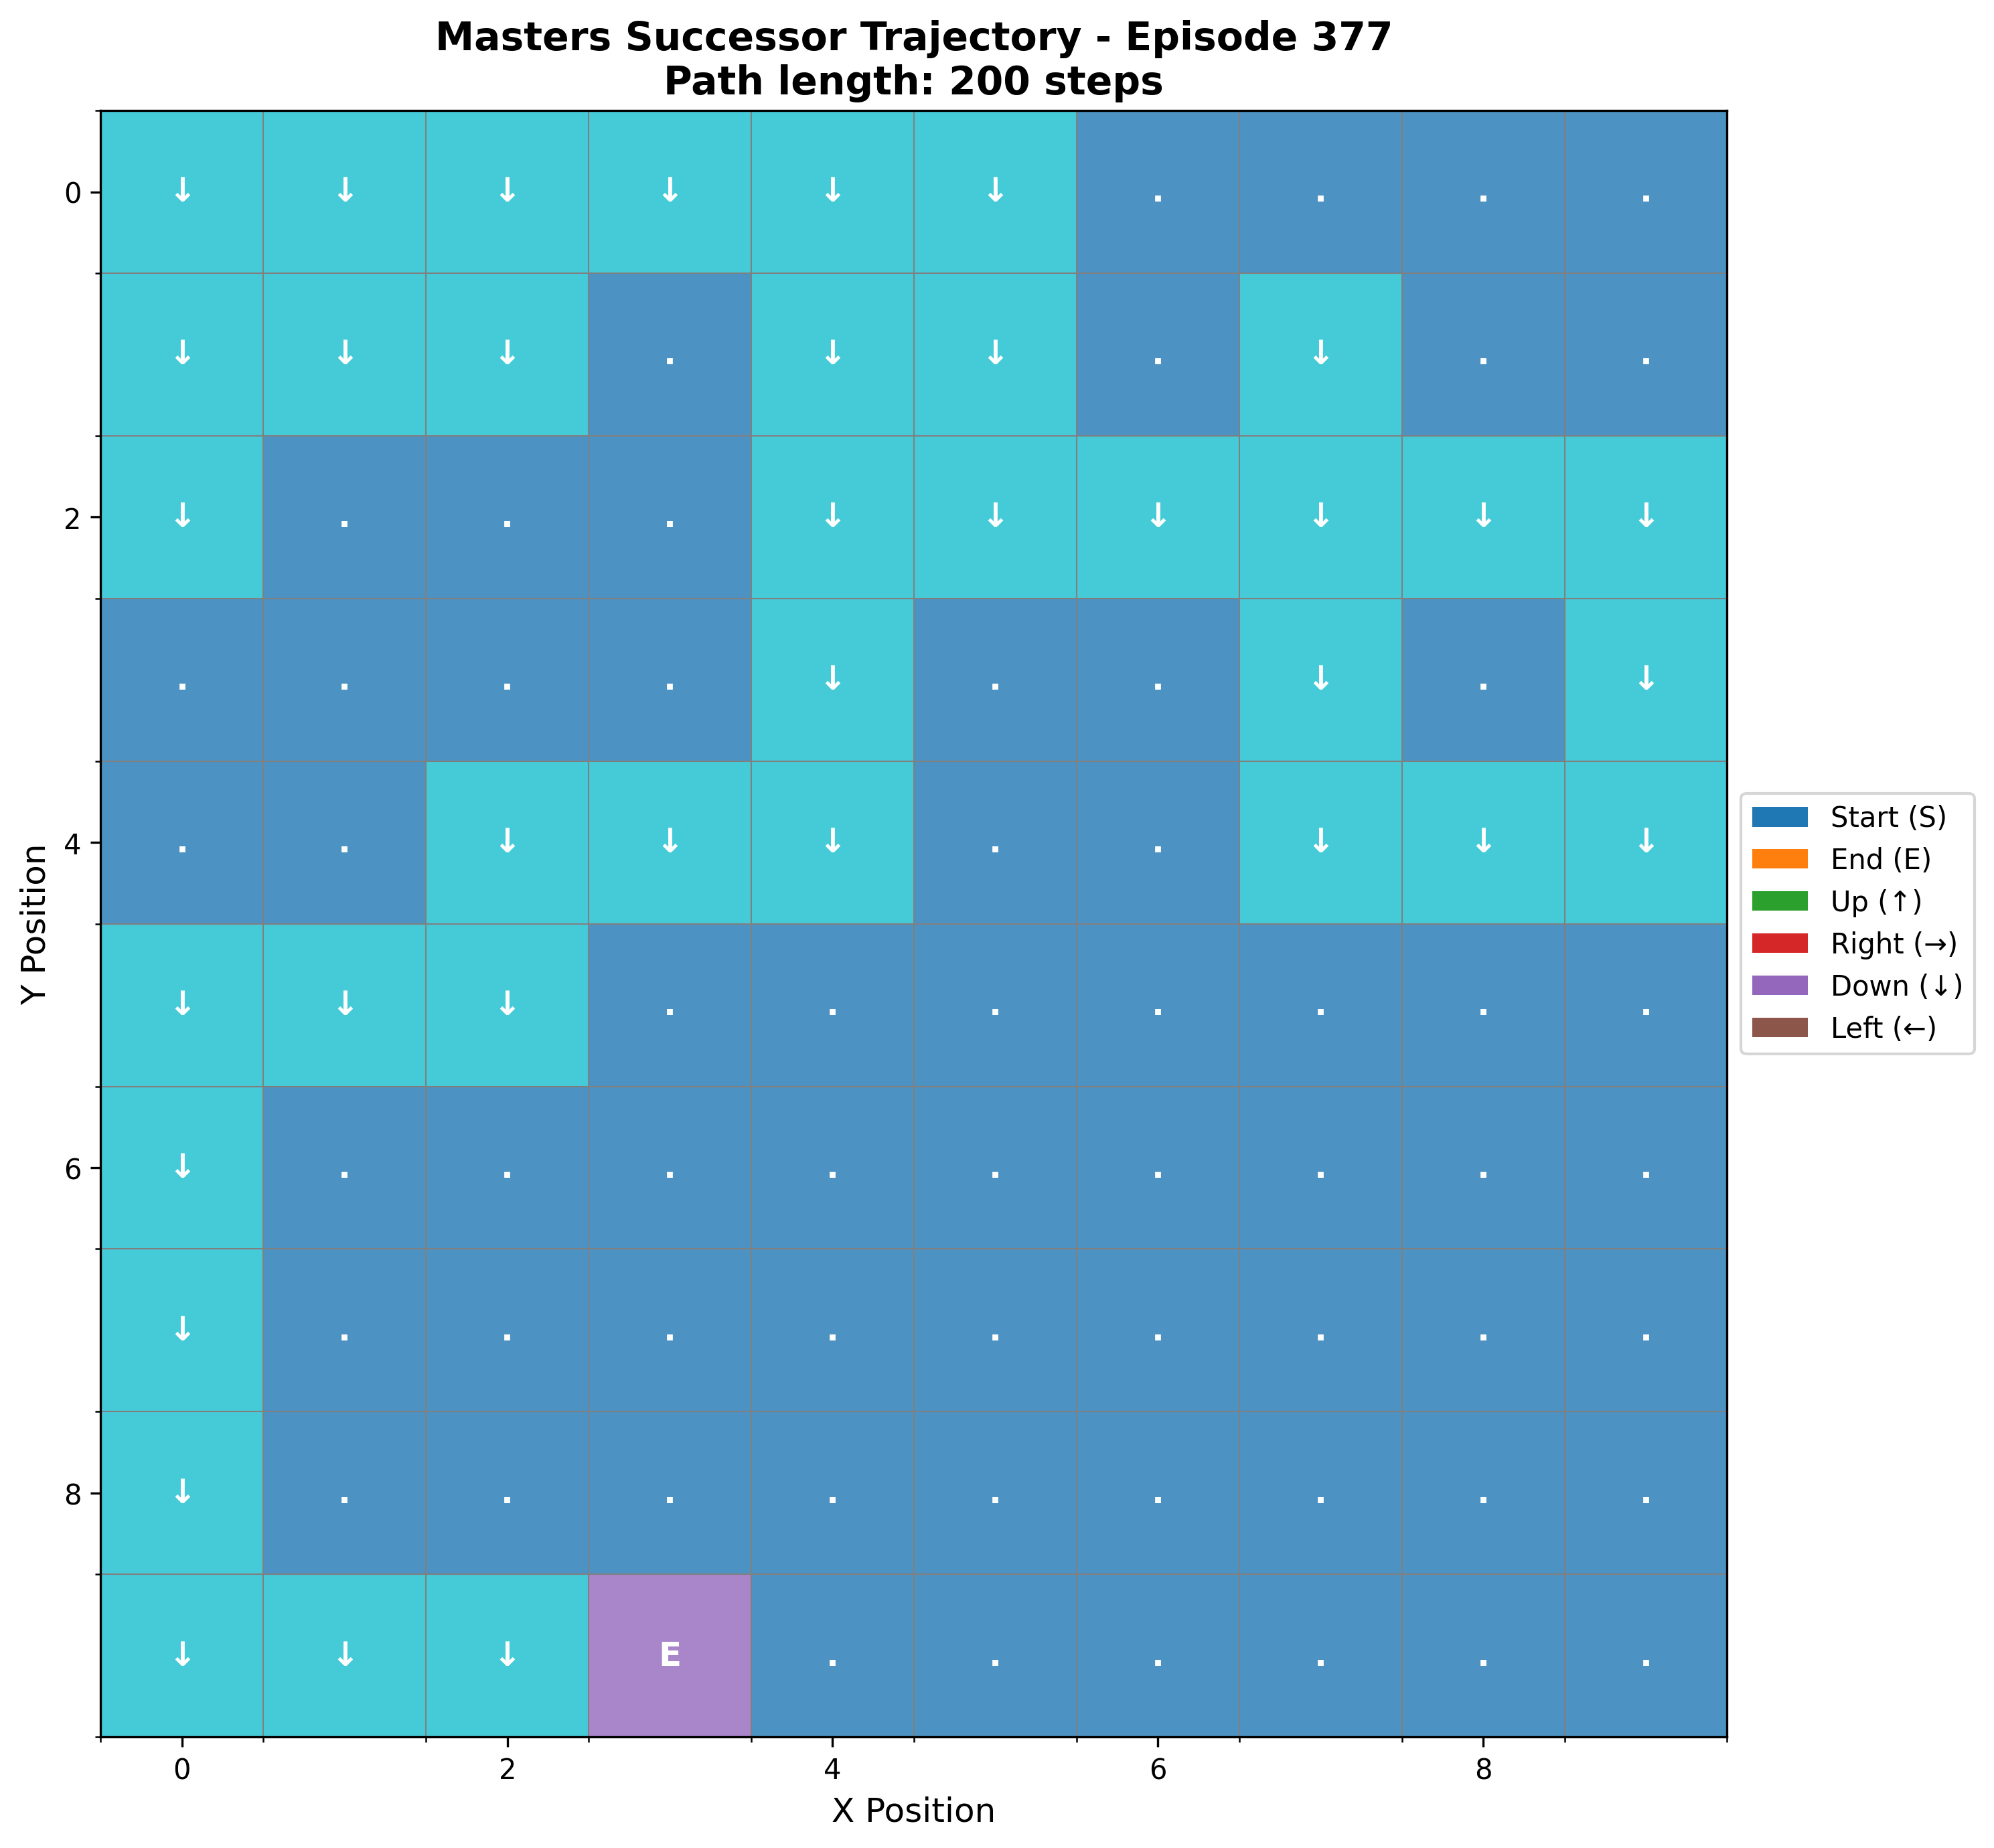 Masters Successor Trajectory - Episode 377
Path length: 200 steps
0 ↓ ↓ ↓ ↓ ↓ ↓ . . . .
↓ ↓ ↓ . ↓ ↓ . ↓ . .
2 ↓ . . . ↓ ↓ ↓ ↓ ↓ ↓
. . . . ↓ . . ↓ . ↓
4 . . ↓ ↓ ↓ . . ↓ ↓ ↓
↓ ↓ ↓ . . . . . . .
6 ↓ . . . . . . . . .
↓ . . . . . . . . .
8 ↓ . . . . . . . . .
↓ ↓ ↓ E . . . . . .
0 2 4 6 8
X Position
Y Position
Start (S)
End (E)
Up (↑)
Right (→)
Down (↓)
Left (←)